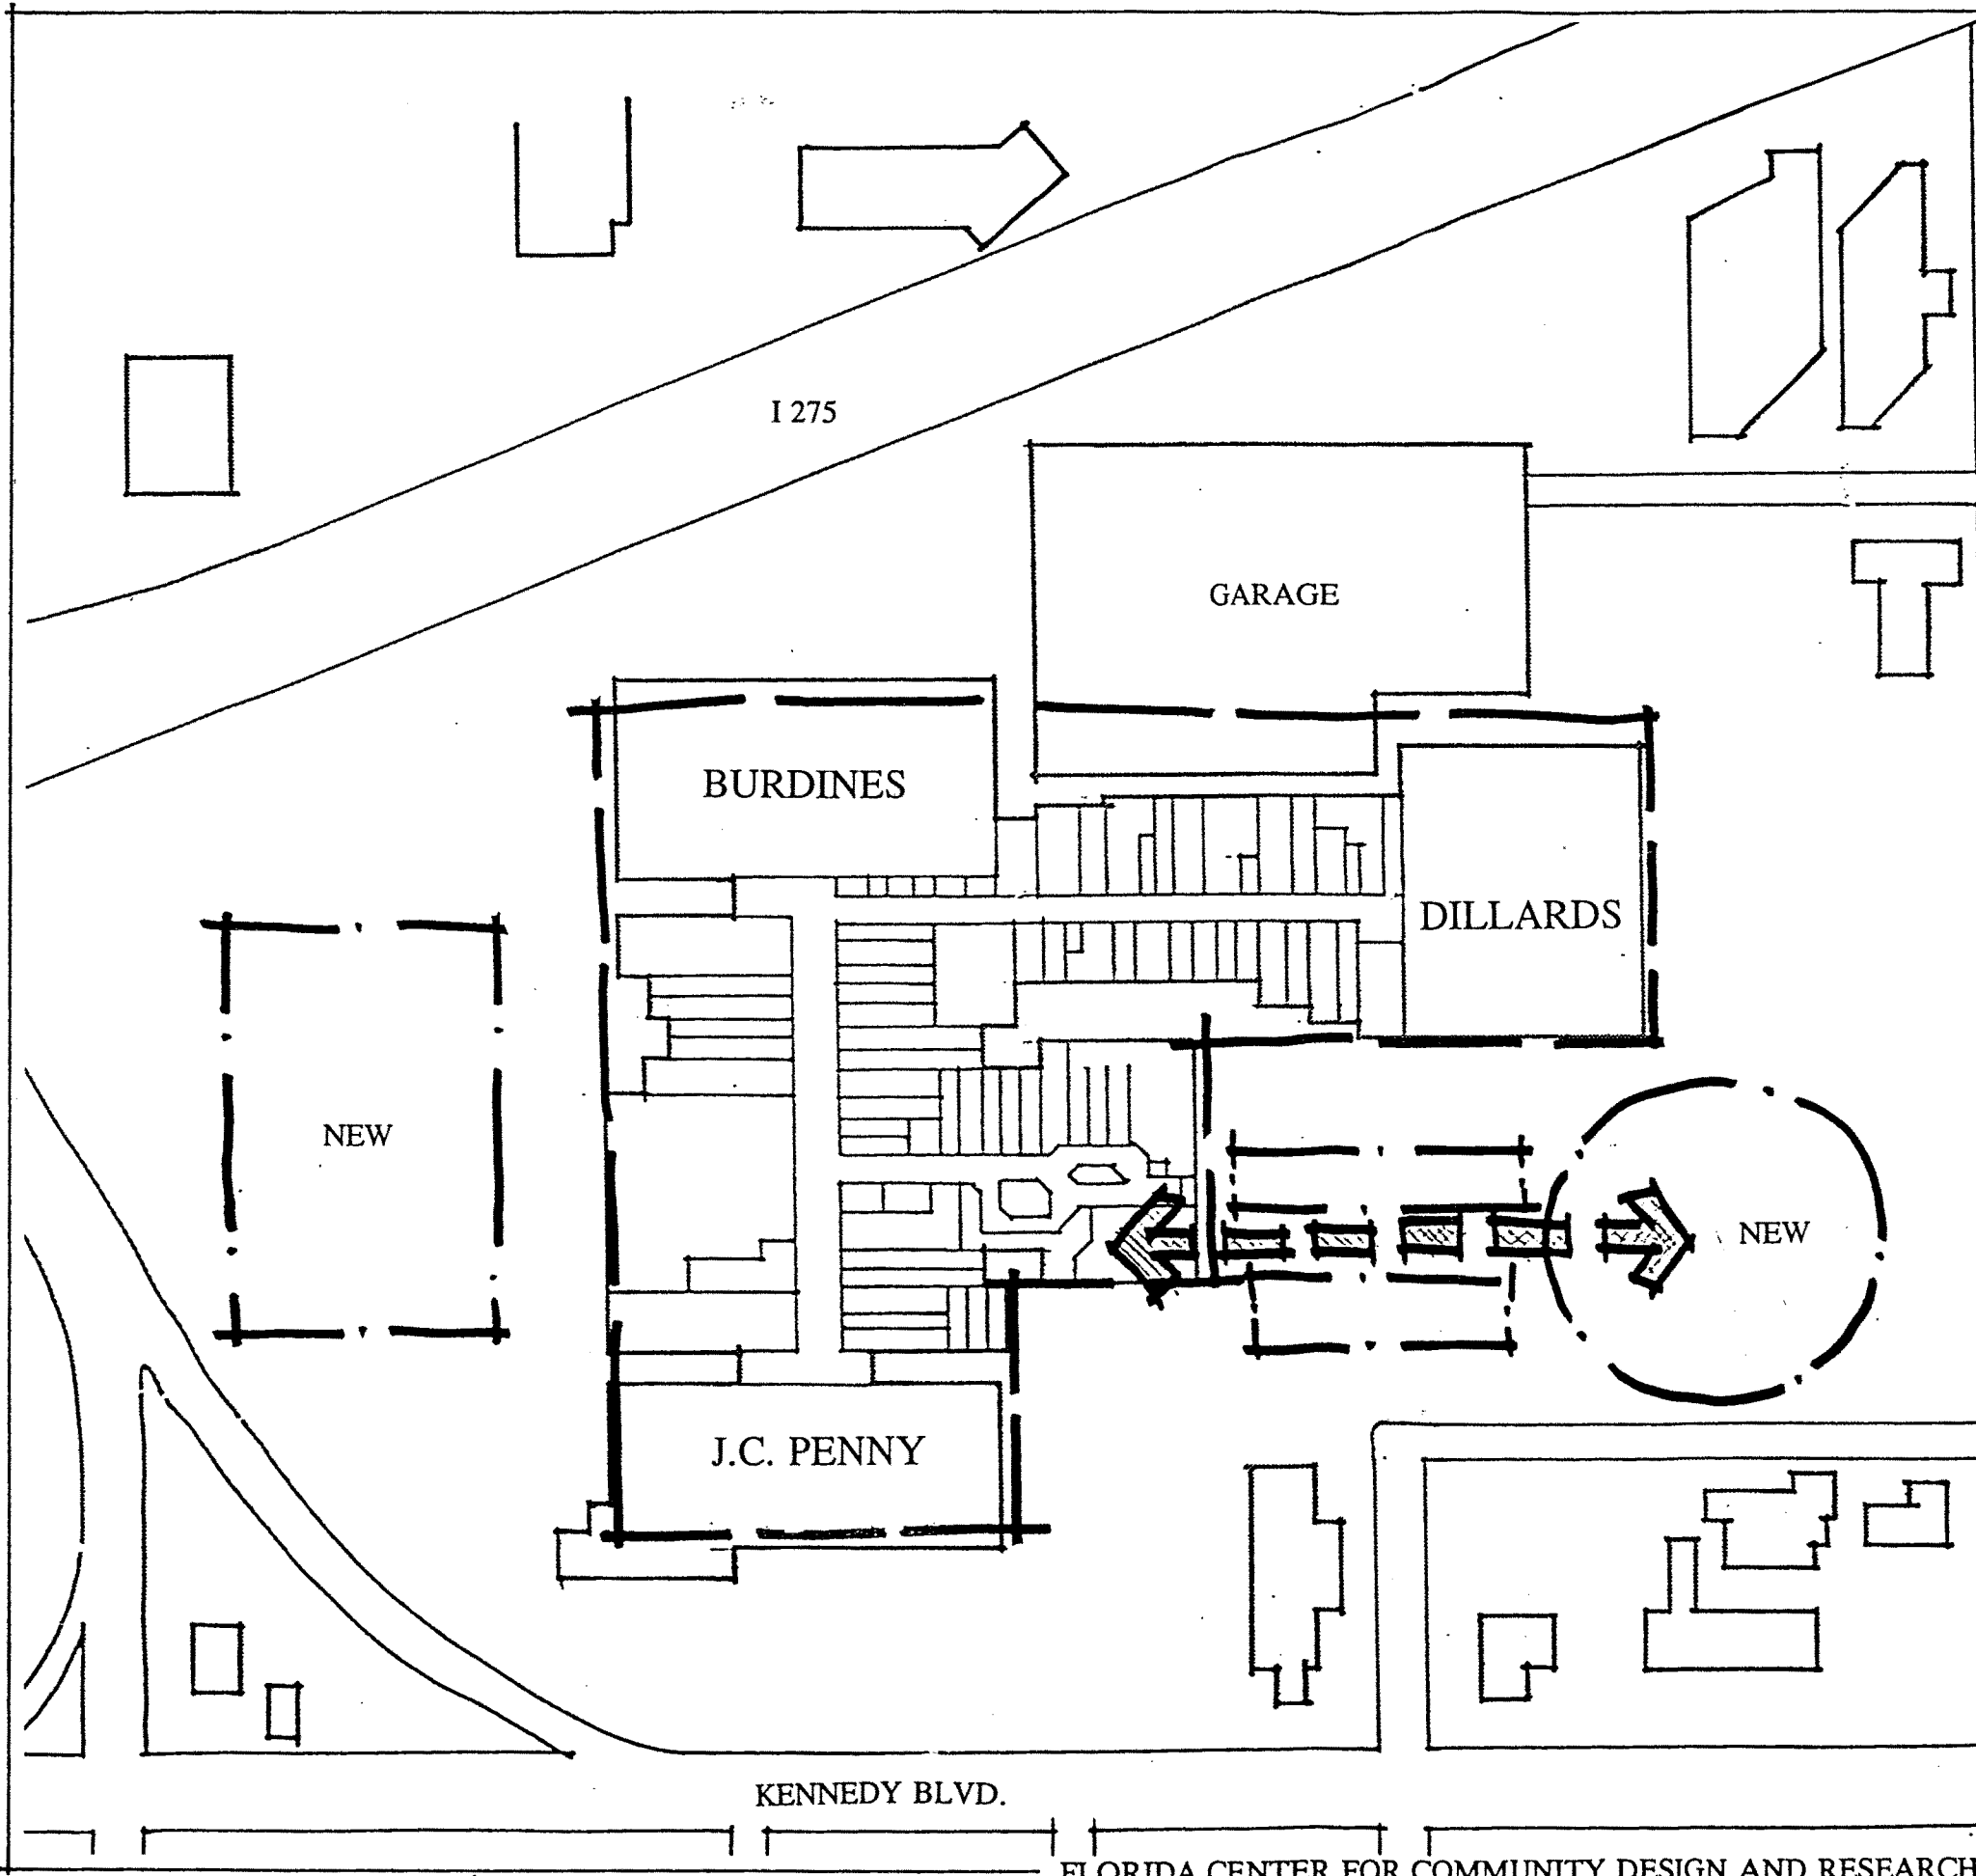 I 275
GARAGE
BURDINES
DILLARDS
NEW
NEW
J.C. PENNY
KENNEDY BLVD.
FLORIDA CENTER FOR COMMUNITY DESIGN AND RESEARCH